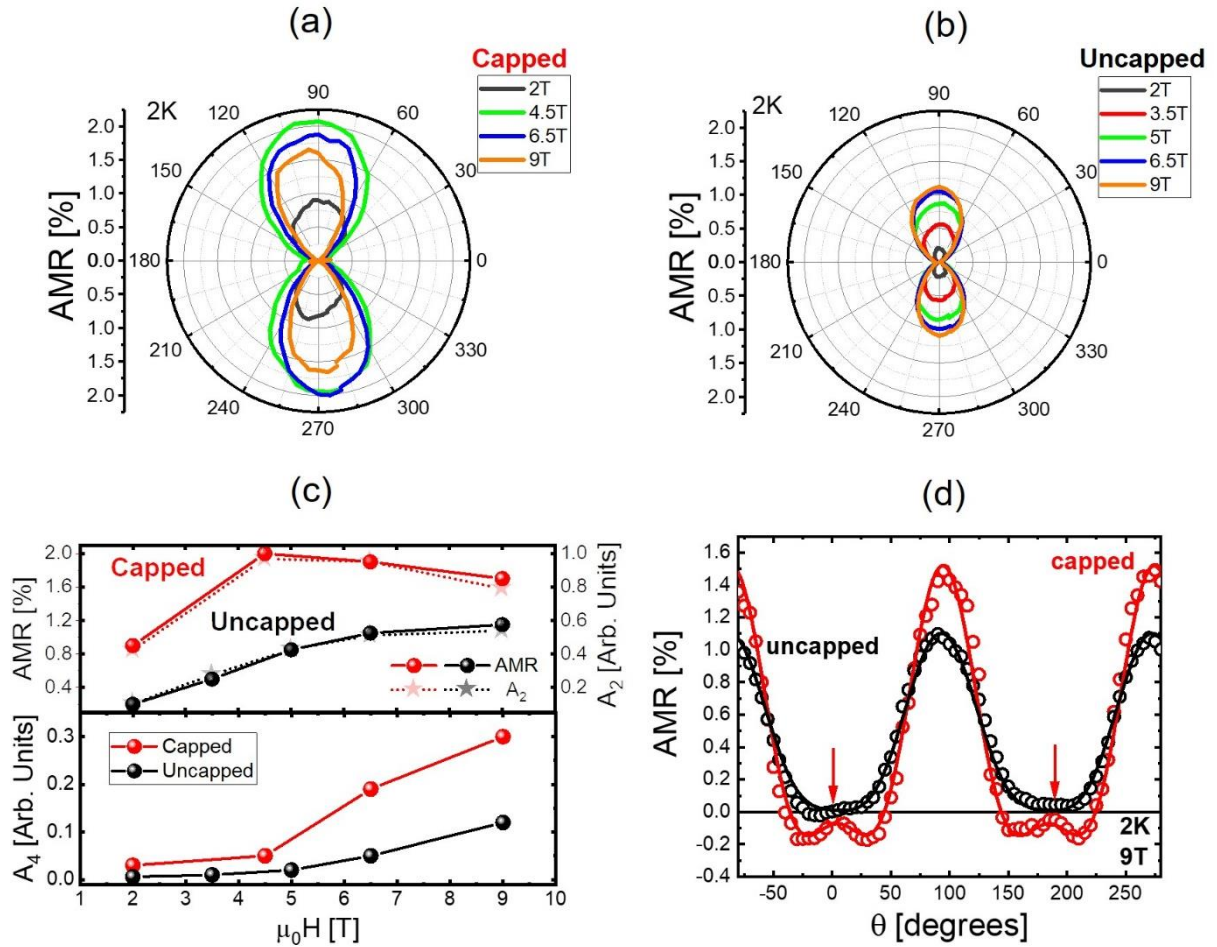 (a)
Capped
2T
4.5T
6.5T
9T
2K
AMR [%]
2.0
1.5
1.0
0.5
0.0
0.5
1.0
1.5
2.0
90
60
30
0
330
300
270
240
210
180
150
120
(b)
Uncapped
2T
3.5T
5T
6.5T
9T
2K
AMR [%]
2.0
1.5
1.0
0.5
0.0
0.5
1.0
1.5
2.0
90
60
30
0
330
300
270
240
210
180
150
120
(c)
AMR [%]
2.0
1.6
1.2
0.8
0.4
Capped
Uncapped
AMR
A₂
1.0
0.8
0.6
0.4
0.2
A₂ [Arb. Units]
A₄ [Arb. Units]
0.3
0.2
0.1
0.0
Capped
Uncapped
1 2 3 4 5 6 7 8 9 10
μ₀H [T]
(d)
AMR [%]
1.6
1.4
1.2
1.0
0.8
0.6
0.4
0.2
0.0
-0.2
-0.4
capped
uncapped
2K
9T
-50 0 50 100 150 200 250
θ [degrees]